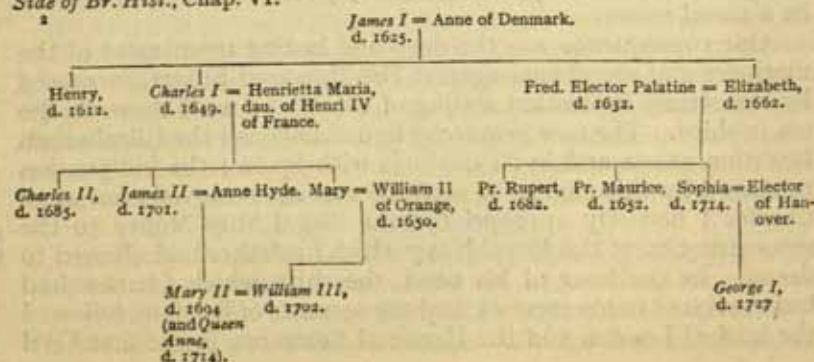 Side of Br. Hist., Chap. VI.
2
James I = Anne of Denmark.
d. 1625.
Henry, Charles I = Henrietta Maria, Fred. Elector Palatine = Elizabeth,
d. 1612. d. 1649. dau. of Henri IV d. 1632. d. 1662.
of France.
Charles II, James II = Anne Hyde. Mary = William II Pr. Rupert, Pr. Maurice, Sophia = Elector
d. 1685. d. 1701. of Orange, d. 1682. d. 1652. d. 1714. of Han-
d. 1650. over.
Mary II = William III, George I,
d. 1694 d. 1702. d. 1727
(and Queen
Anne,
d. 1714).